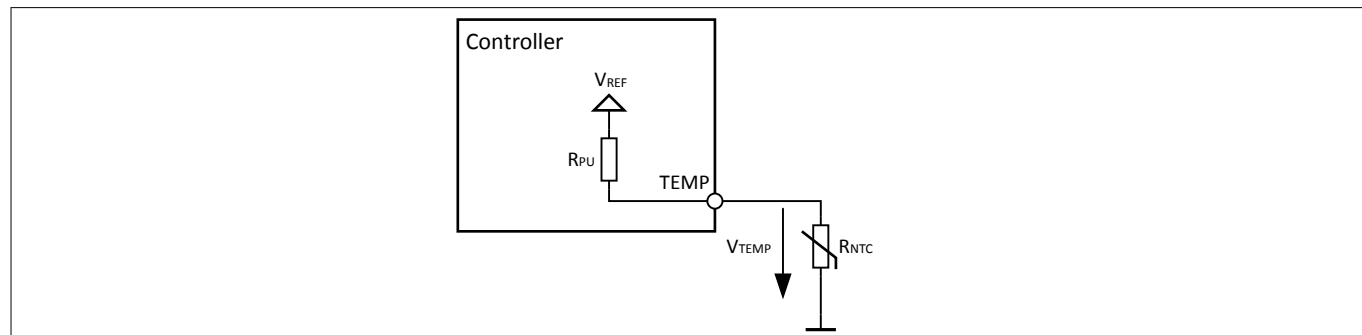 Controller
VREF
RPU
TEMP
VTEMP
RNTC